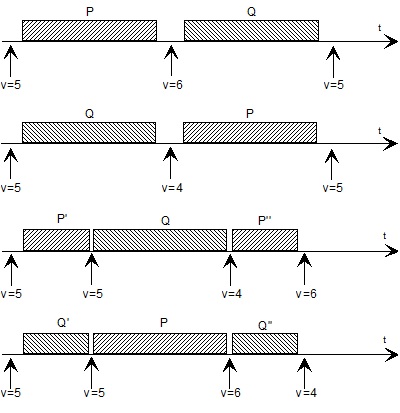 P Q
t
v=5 v=6 v=5
Q P
t
v=5 v=4 v=5
P' Q P''
t
v=5 v=5 v=4 v=6
Q' P Q''
t
v=5 v=5 v=6 v=4